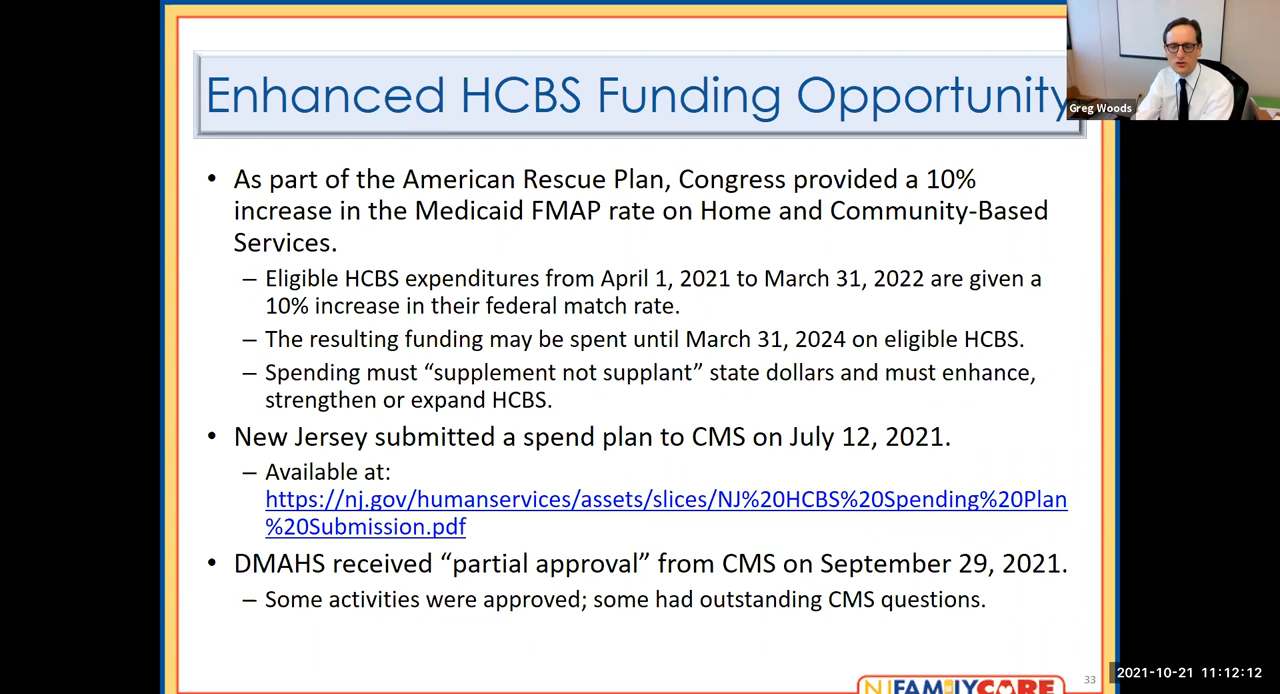 Enhanced HCBS Funding Opportunity
Greg Woods
• As part of the American Rescue Plan, Congress provided a 10%
increase in the Medicaid FMAP rate on Home and Community-Based
Services.
– Eligible HCBS expenditures from April 1, 2021 to March 31, 2022 are given a
10% increase in their federal match rate.
– The resulting funding may be spent until March 31, 2024 on eligible HCBS.
– Spending must “supplement not supplant” state dollars and must enhance,
strengthen or expand HCBS.
• New Jersey submitted a spend plan to CMS on July 12, 2021.
– Available at:
https://nj.gov/humanservices/assets/slices/NJ%20HCBS%20Spending%20Plan
%20Submission.pdf
• DMAHS received “partial approval” from CMS on September 29, 2021.
– Some activities were approved; some had outstanding CMS questions.
NJFAMILYCARE
33
2021-10-21 11:12:12